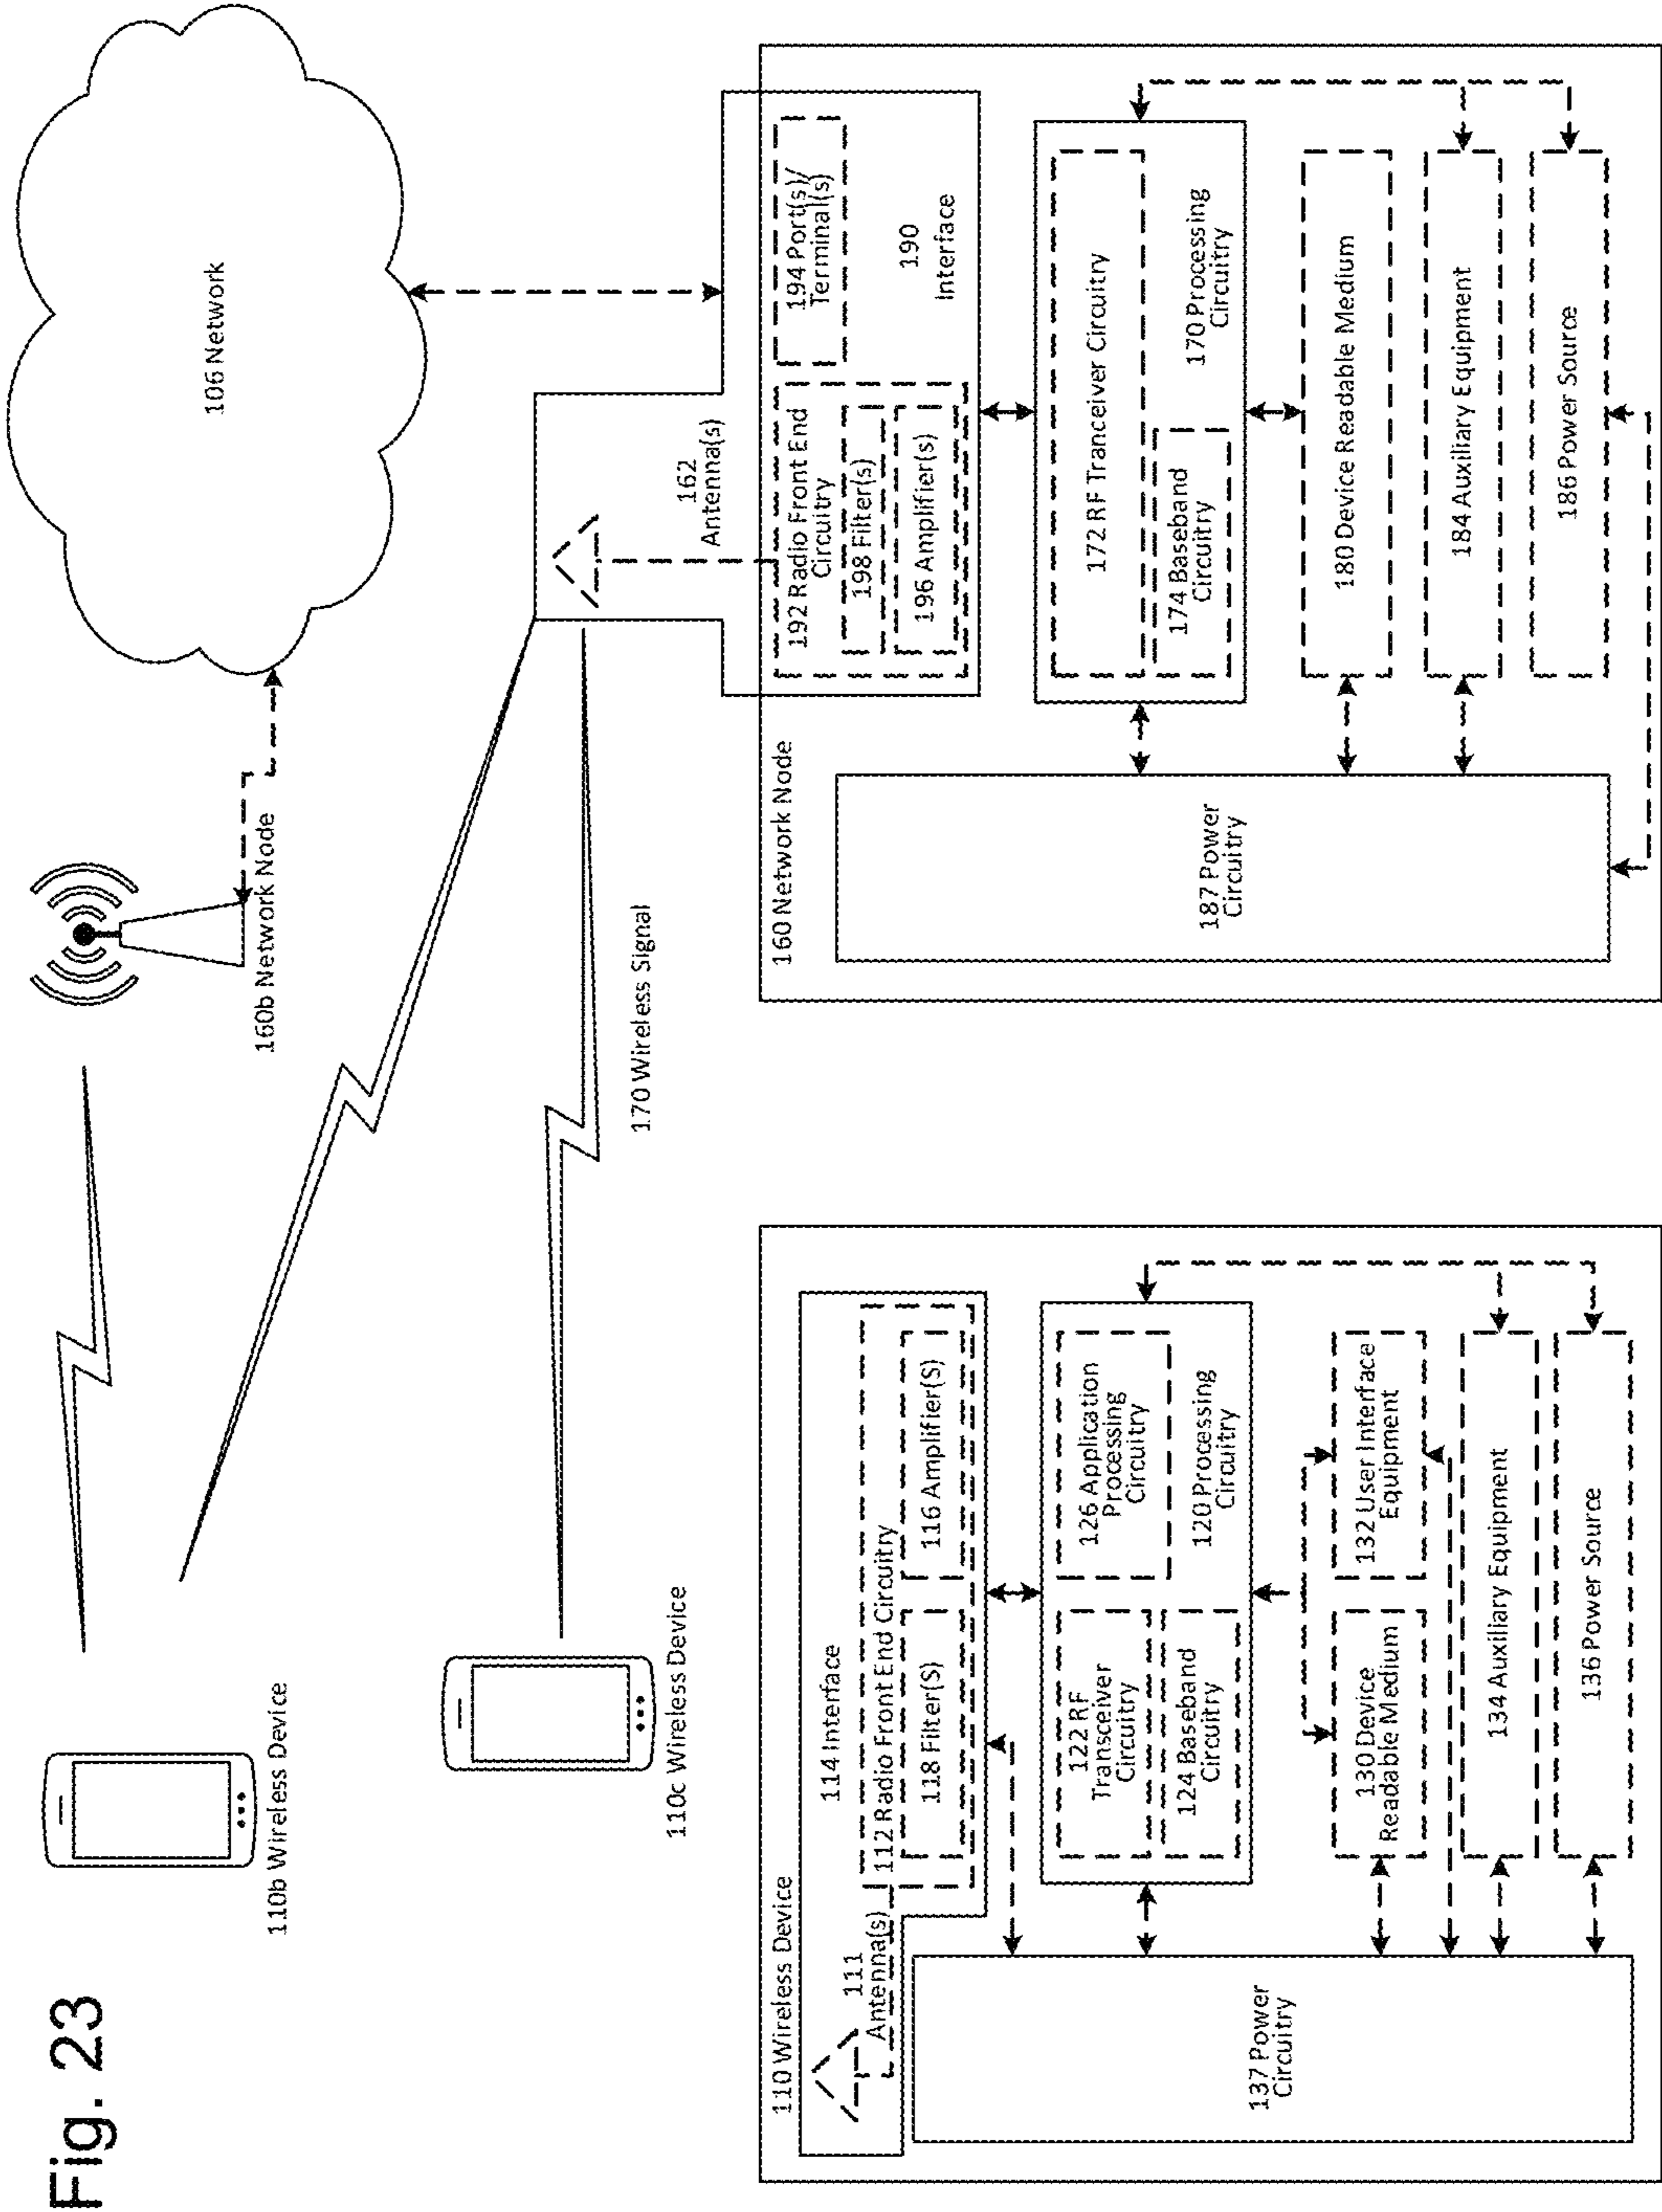 Fig. 23
106 Network
110b Wireless Device
160b Network Node
110c Wireless Device
170 Wireless Signal
162
Antenna(s)
110 Wireless Device
111
Antenna(s)
114 Interface
112 Radio Front End Circuitry
118 Filter(S)
116 Amplifier(S)
122 RF
Transceiver
Circuitry
126 Application
Processing
Circuitry
124 Baseband
Circuitry
120 Processing
Circuitry
130 Device
Readable Medium
132 User Interface
Equipment
134 Auxiliary Equipment
136 Power Source
137 Power
Circuitry
160 Network Node
192 Radio Front End
Circuitry
198 Filter(s)
196 Amplifier(s)
194 Port(s)/
Terminal(s)
190
Interface
172 RF Tranceiver Circuitry
174 Baseband
Circuitry
170 Processing
Circuitry
180 Device Readable Medium
184 Auxiliary Equipment
186 Power Source
187 Power
Circuitry